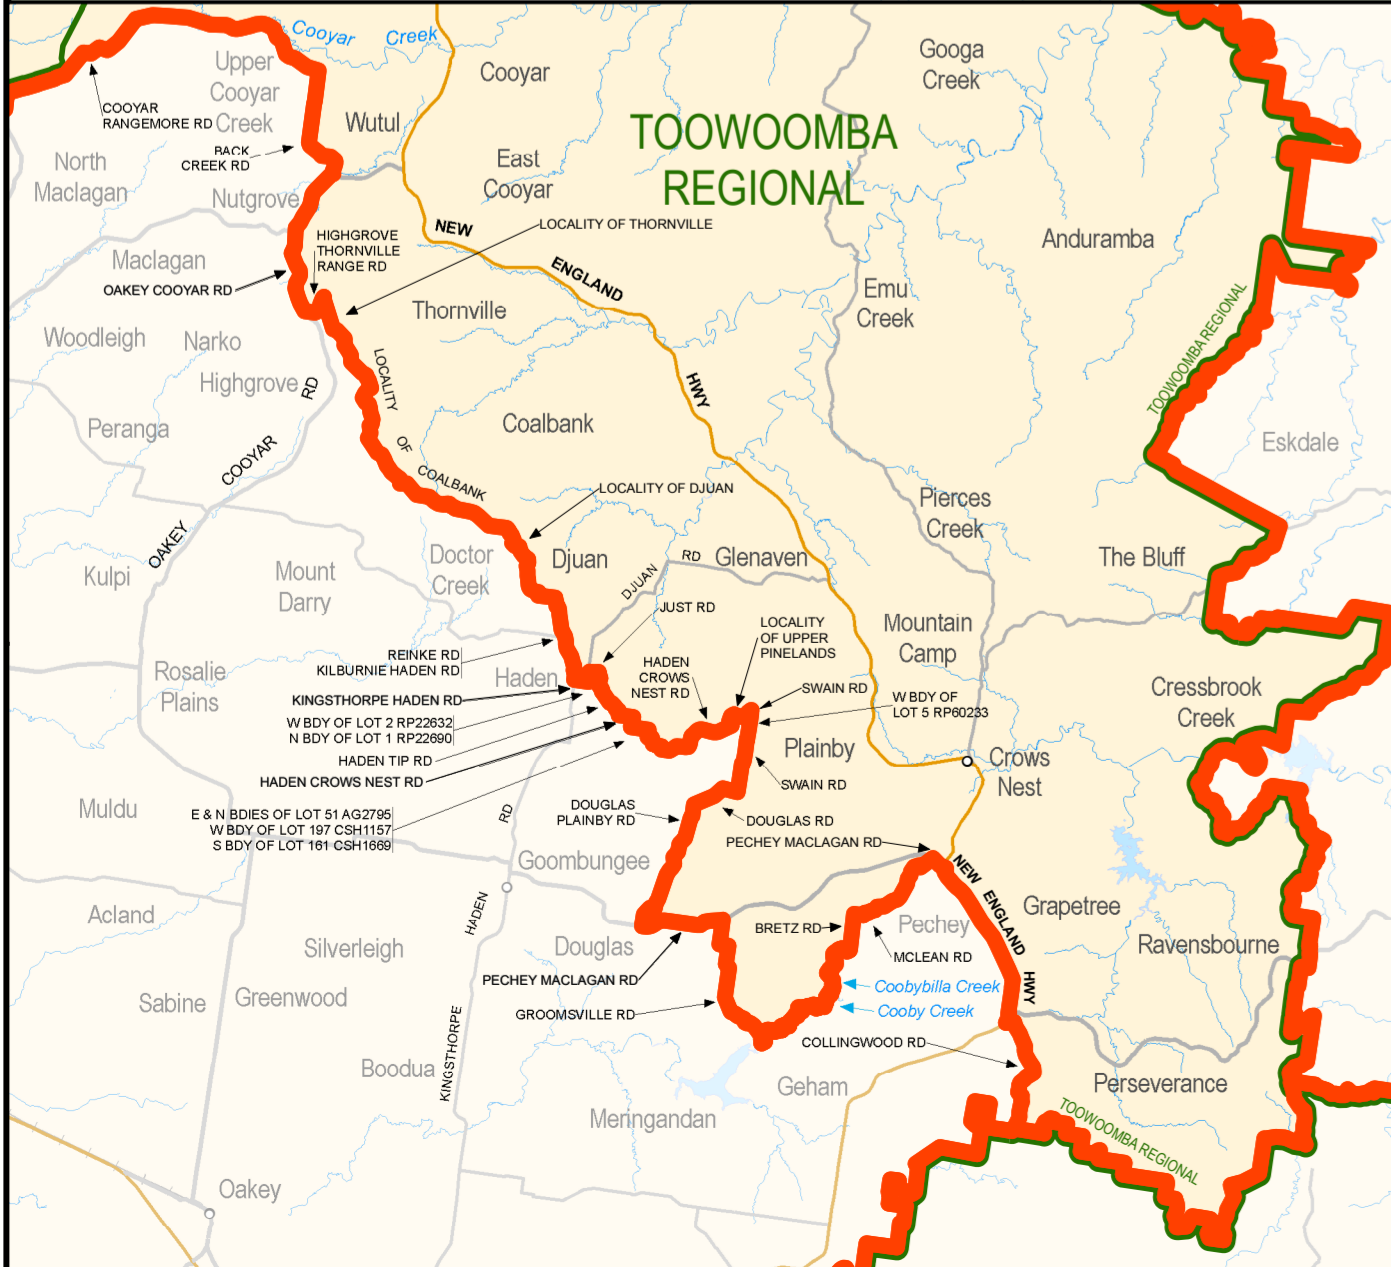 Cooyar Creek
Upper
Cooyar
Creek
Cooyar
Googa
Creek
COOYAR
RANGEMORE RD
Wutul
TOOWOOMBA
REGIONAL
BACK
CREEK RD
North
Maclagan
East
Cooyar
Nutgrove
LOCALITY OF THORNVILLE
NEW ENGLAND HWY
HIGHGROVE
THORNVILLE
RANGE RD
Anduramba
Maclagan
OAKEY COOYAR RD
Emu
Creek
Thornville
TOOWOOMBA REGIONAL
Woodleigh
Narko
Highgrove
LOCALITY OF COALBANK
OAKEY COOYAR RD
Peranga
Coalbank
Eskdale
LOCALITY OF DJUAN
Pierces
Creek
Doctor
Creek
Djuan
DJUAN RD
Glenaven
The Bluff
Kulpi
Mount
Darry
JUST RD
LOCALITY
OF UPPER
PINELANDS
Mountain
Camp
REINKE RD
KILBURNIE HADEN RD
Haden
HADEN
CROWS
NEST RD
Rosalie
Plains
SWAIN RD
Cressbrook
Creek
KINGSTHORPE HADEN RD
W BDY OF
LOT 5 RP60233
W BDY OF LOT 2 RP22632
N BDY OF LOT 1 RP22690
Plainby
HADEN TIP RD
Crows
Nest
HADEN CROWS NEST RD
SWAIN RD
Muldu
E & N BDIES OF LOT 51 AG2795
W BDY OF LOT 197 CSH1157
S BDY OF LOT 161 CSH1669
DOUGLAS
PLAINBY RD
DOUGLAS RD
PECHEY MACLAGAN RD
Goombungee
NEW ENGLAND HWY
Acland
Grapetree
Pechey
BRETZ RD
Silverleigh
Douglas
Ravensbourne
MCLEAN RD
PECHEY MACLAGAN RD
Coobybilla Creek
Sabine
Greenwood
GROOMSVILLE RD
Cooby Creek
KINGSTHORPE HADEN RD
COLLINGWOOD RD
Boodua
Geham
Perseverance
Meringandan
TOOWOOMBA REGIONAL
Oakey